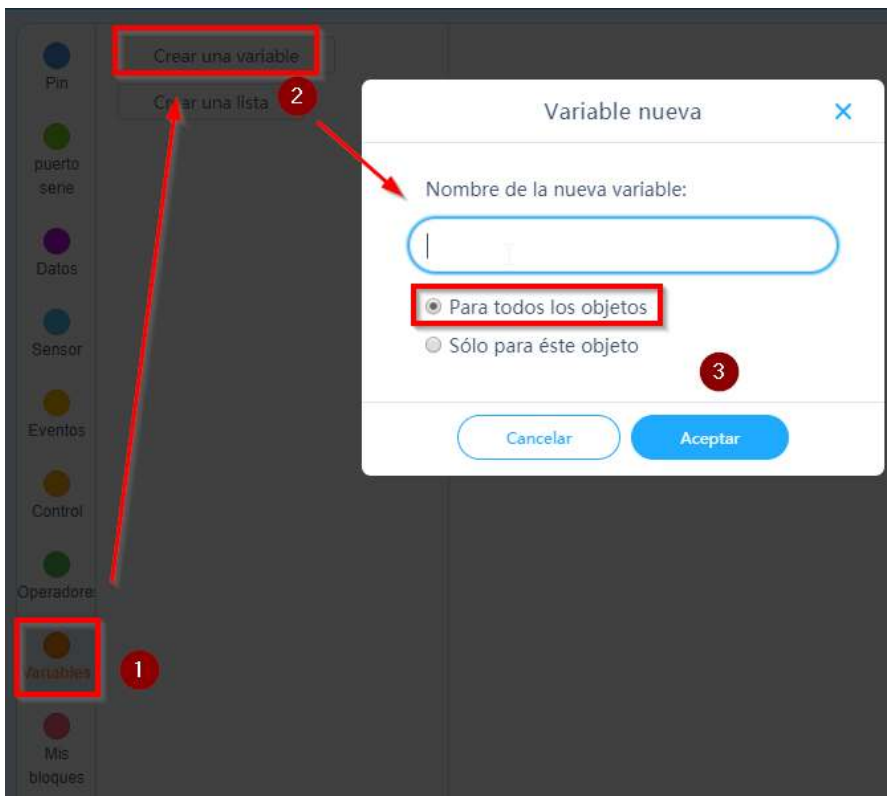 Crear una variable
Crear una lista
2
Pin
puerto
serie
Datos
Sensor
Eventos
Control
Operadore
Variables
1
Mis
bloques
Variable nueva
Nombre de la nueva variable:
Para todos los objetos
Sólo para éste objeto
3
Cancelar
Aceptar